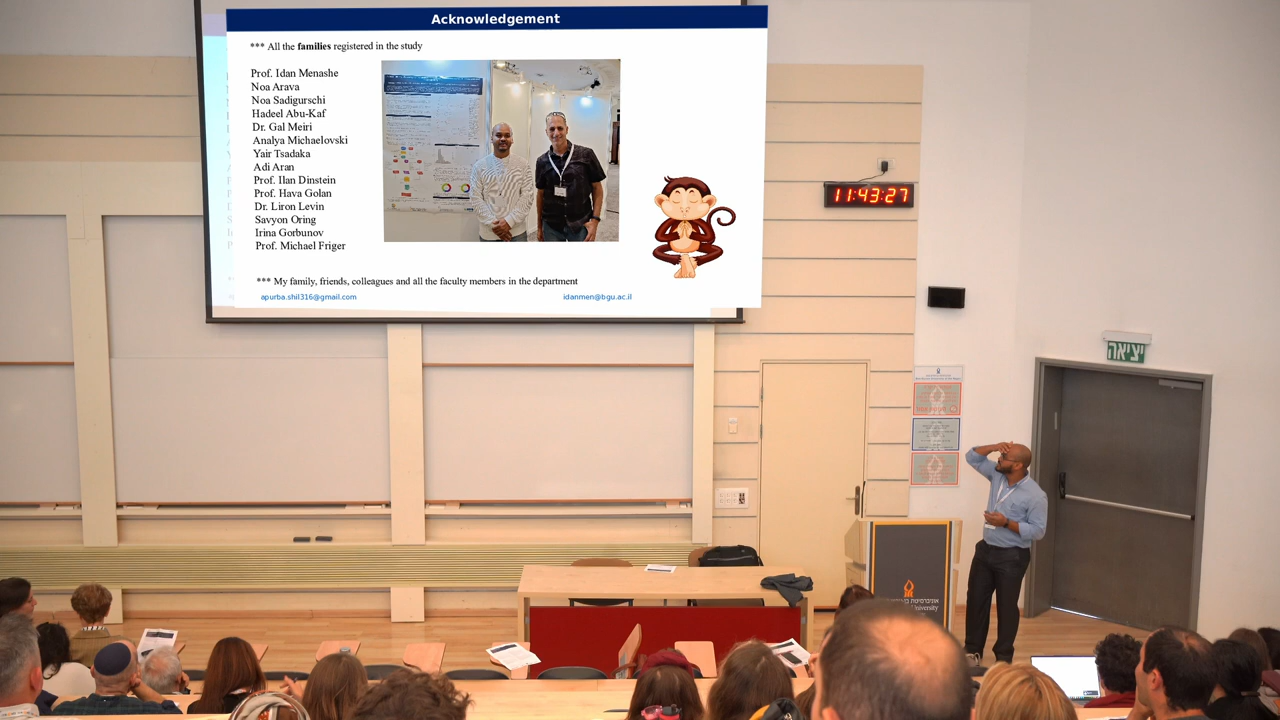 Acknowledgement
*** All the families registered in the study
Prof. Idan Menashe
Noa Arava
Noa Sadigurschi
Hadeel Abu-Kaf
Dr. Gal Meiri
Analya Michaelovski
Yair Tsadaka
Adi Aran
Prof. Ilan Dinstein
Prof. Hava Golan
Dr. Liron Levin
Savyon Oring
Irina Gorbunov
Prof. Michael Friger
*** My family, friends, colleagues and all the faculty members in the department
apurba.shil316@gmail.com
idanmen@bgu.ac.il
11:43:27
יציאה